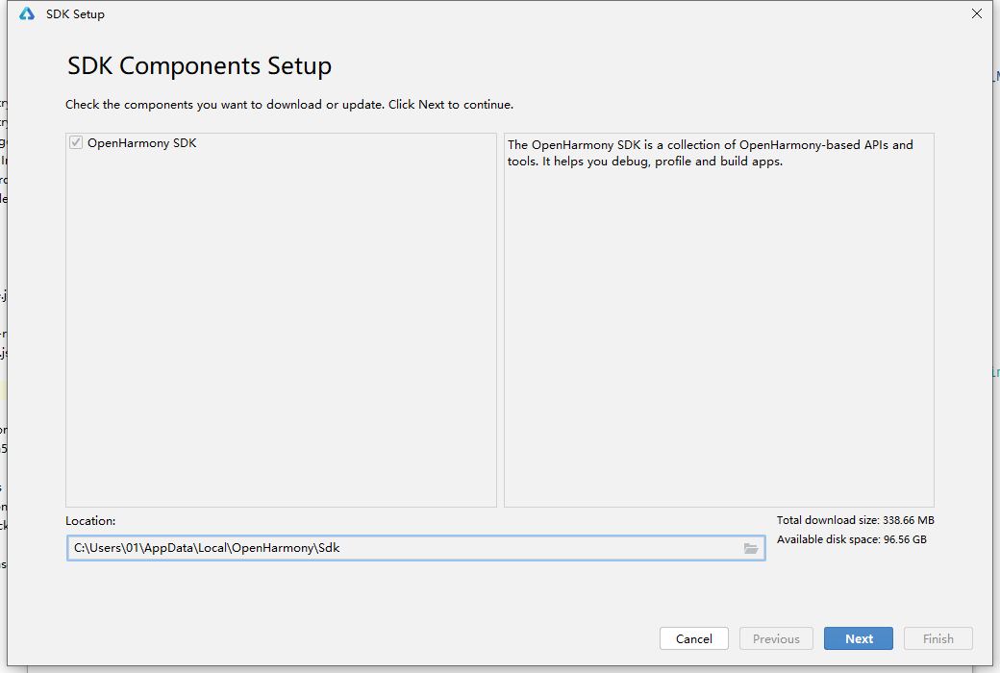 SDK Setup
SDK Components Setup
Check the components you want to download or update. Click Next to continue.
OpenHarmony SDK
The OpenHarmony SDK is a collection of OpenHarmony-based APIs and
tools. It helps you debug, profile and build apps.
Location:
C:\Users\01\AppData\Local\OpenHarmony\Sdk
Total download size: 338.66 MB
Available disk space: 96.56 GB
Cancel
Previous
Next
Finish